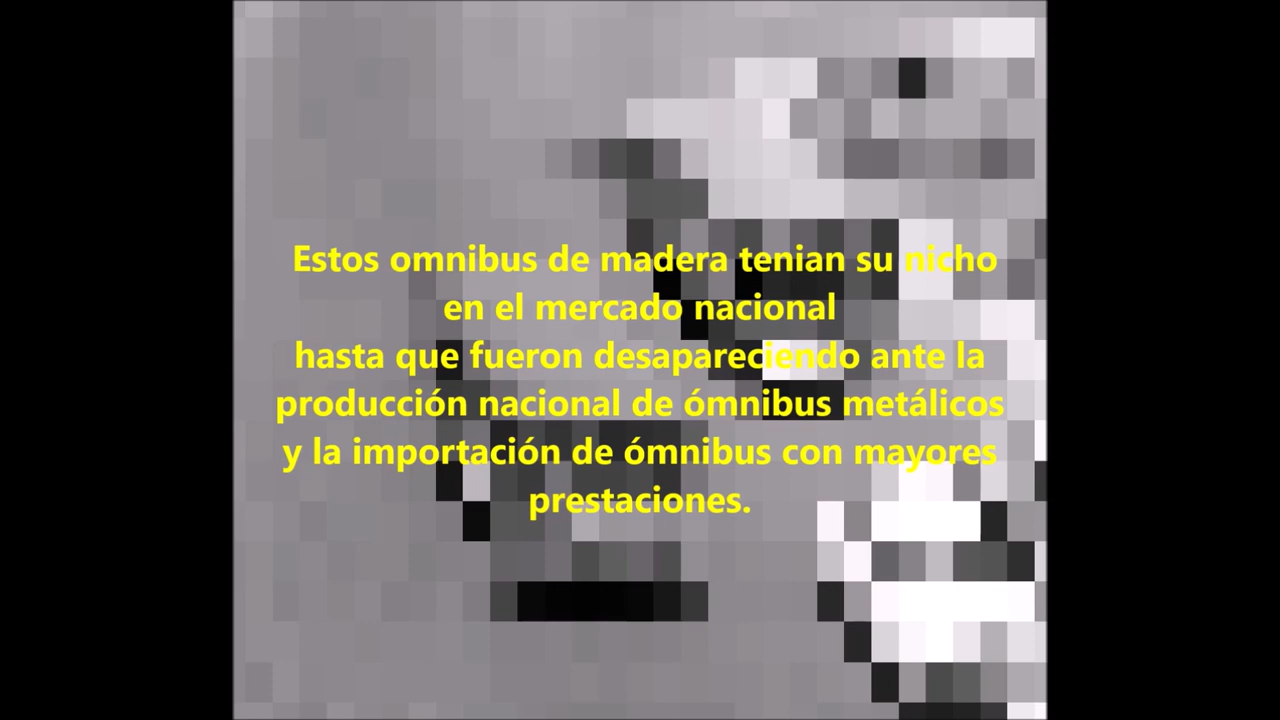 Estos omnibus de madera tenian su nicho
en el mercado nacional
hasta que fueron desapareciendo ante la
producción nacional de ómnibus metálicos
y la importación de ómnibus con mayores
prestaciones.